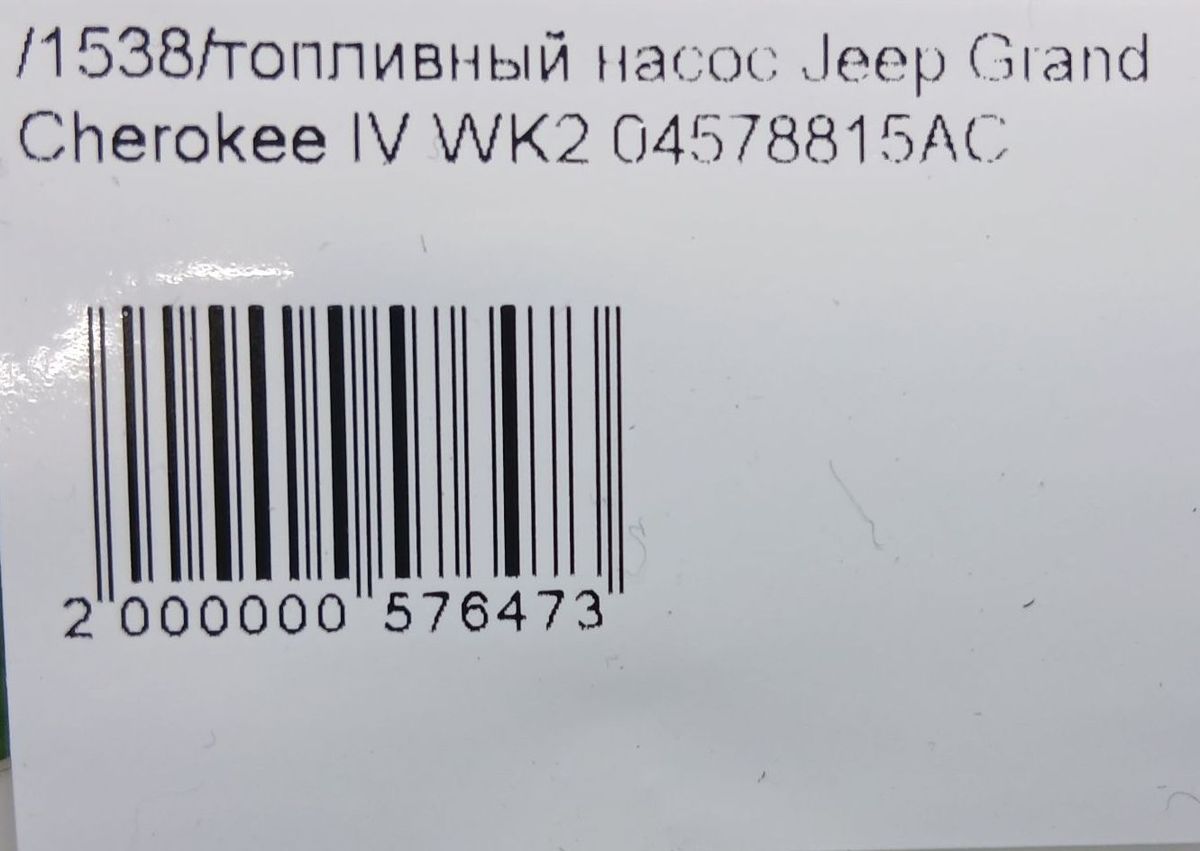 /1538/топливный насос Jeep Grand
Cherokee IV WK2 04578815AC
2 000000 576473